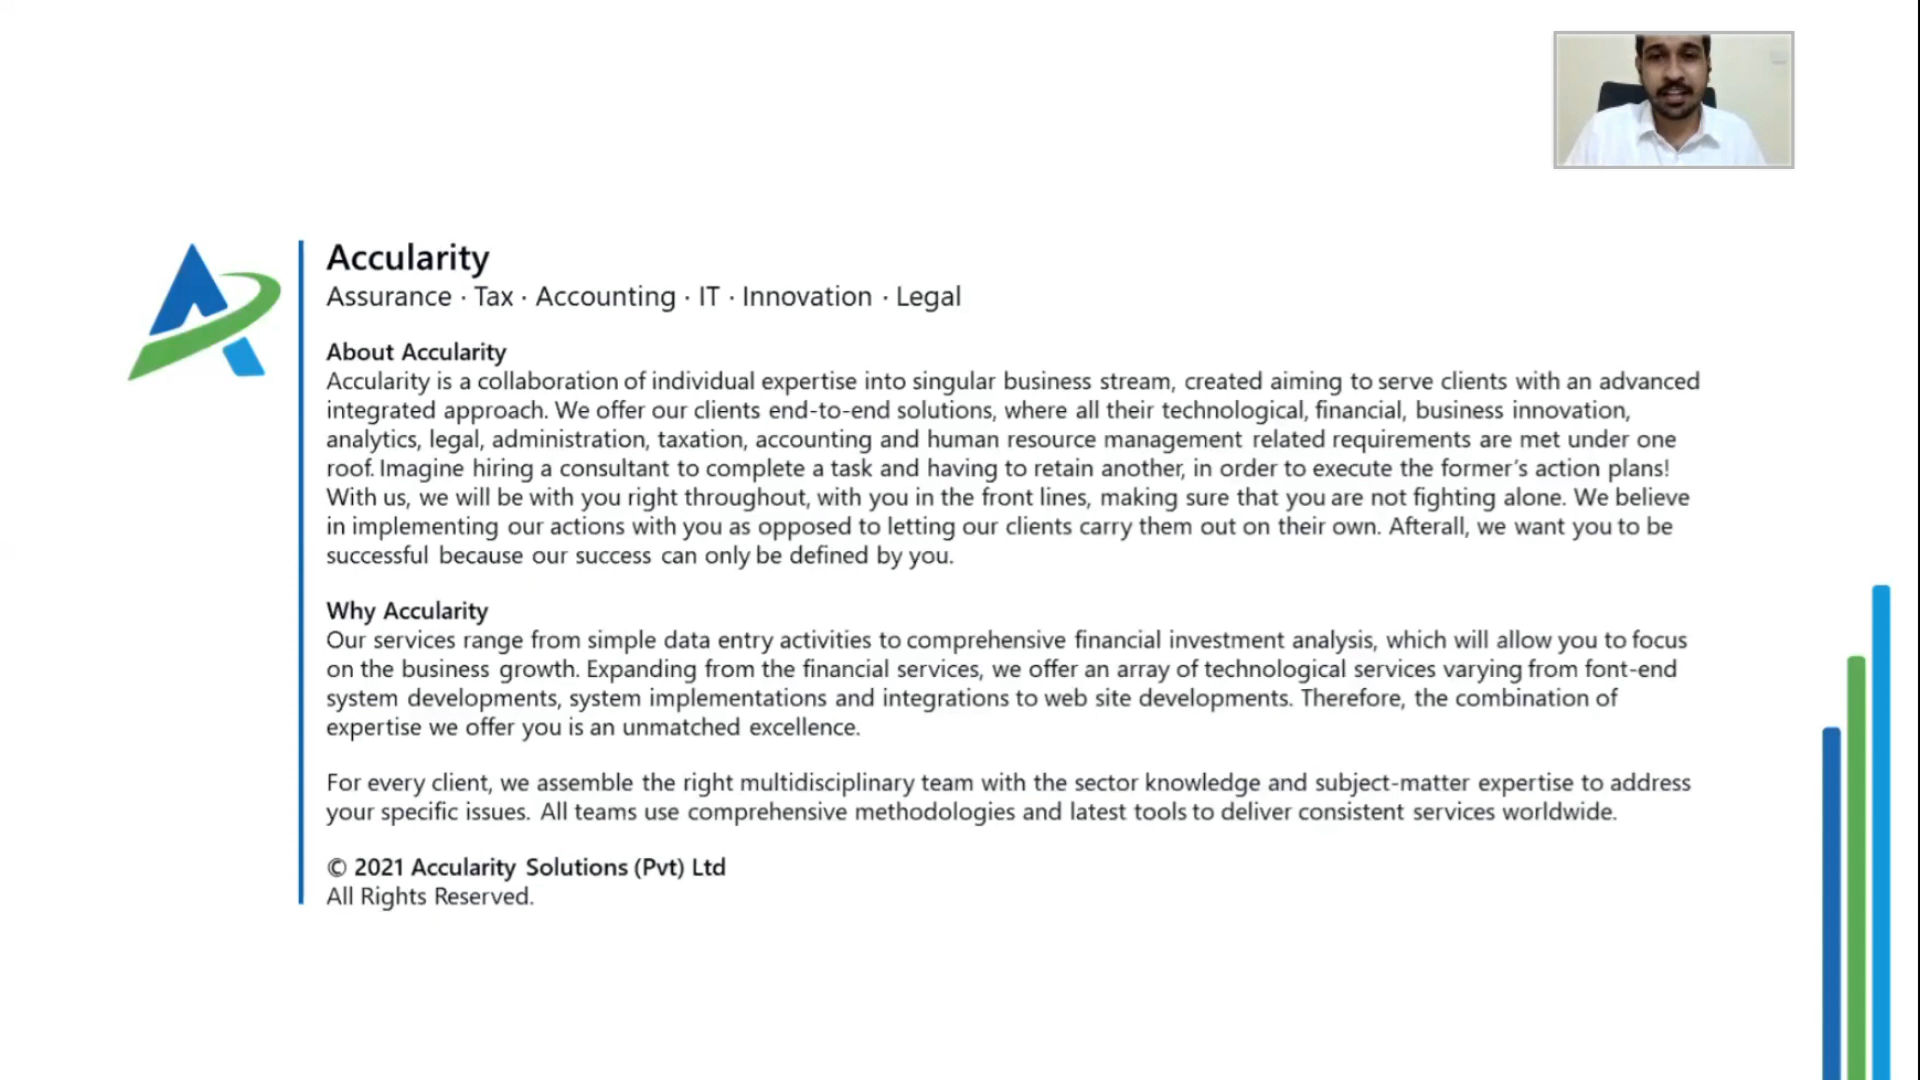 Accularity
Assurance · Tax · Accounting · IT · Innovation · Legal
About Accularity
Accularity is a collaboration of individual expertise into singular business stream, created aiming to serve clients with an advanced
integrated approach. We offer our clients end-to-end solutions, where all their technological, financial, business innovation,
analytics, legal, administration, taxation, accounting and human resource management related requirements are met under one
roof. Imagine hiring a consultant to complete a task and having to retain another, in order to execute the former’s action plans!
With us, we will be with you right throughout, with you in the front lines, making sure that you are not fighting alone. We believe
in implementing our actions with you as opposed to letting our clients carry them out on their own. Afterall, we want you to be
successful because our success can only be defined by you.
Why Accularity
Our services range from simple data entry activities to comprehensive financial investment analysis, which will allow you to focus
on the business growth. Expanding from the financial services, we offer an array of technological services varying from font-end
system developments, system implementations and integrations to web site developments. Therefore, the combination of
expertise we offer you is an unmatched excellence.
For every client, we assemble the right multidisciplinary team with the sector knowledge and subject-matter expertise to address
your specific issues. All teams use comprehensive methodologies and latest tools to deliver consistent services worldwide.
© 2021 Accularity Solutions (Pvt) Ltd
All Rights Reserved.